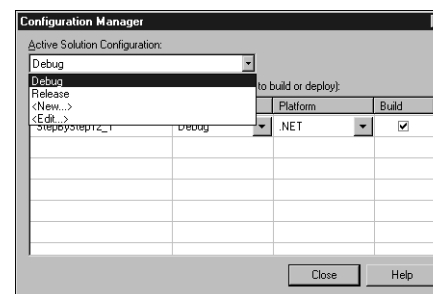 Configuration Manager
Active Solution Configuration:
Debug
Debug
Release
<New...>
<Edit...>
to build or deploy):
Platform Build
StepByStep12_1 Debug .NET
Close Help